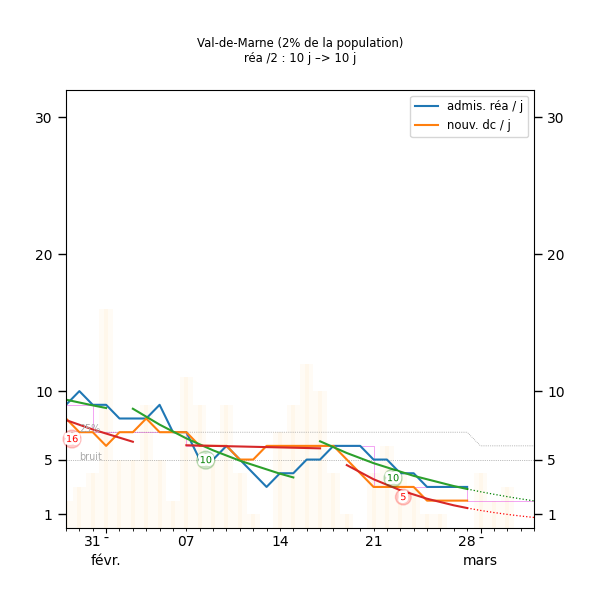 Val-de-Marne (2% de la population)
réa /2 : 10 j –> 10 j
admis. réa / j
nouv. dc / j
30
30
20
20
10
10
5
5
1
1
16
bruit
10
10
5
31
07
14
21
28
févr.
mars